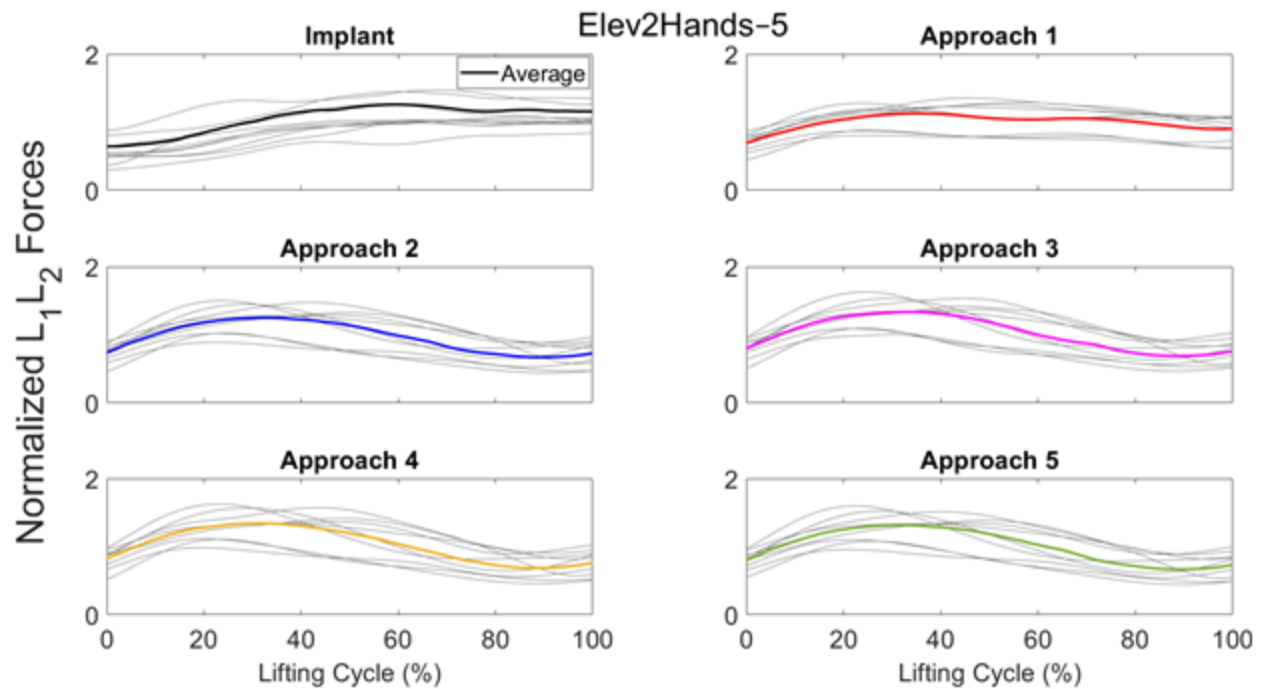 Elev2Hands-5
Normalized L1L2 Forces
Implant
Average
2
0
Approach 1
2
0
Approach 2
2
0
Approach 3
2
0
Approach 4
2
0
0 20 40 60 80 100
Lifting Cycle (%)
Approach 5
2
0
0 20 40 60 80 100
Lifting Cycle (%)